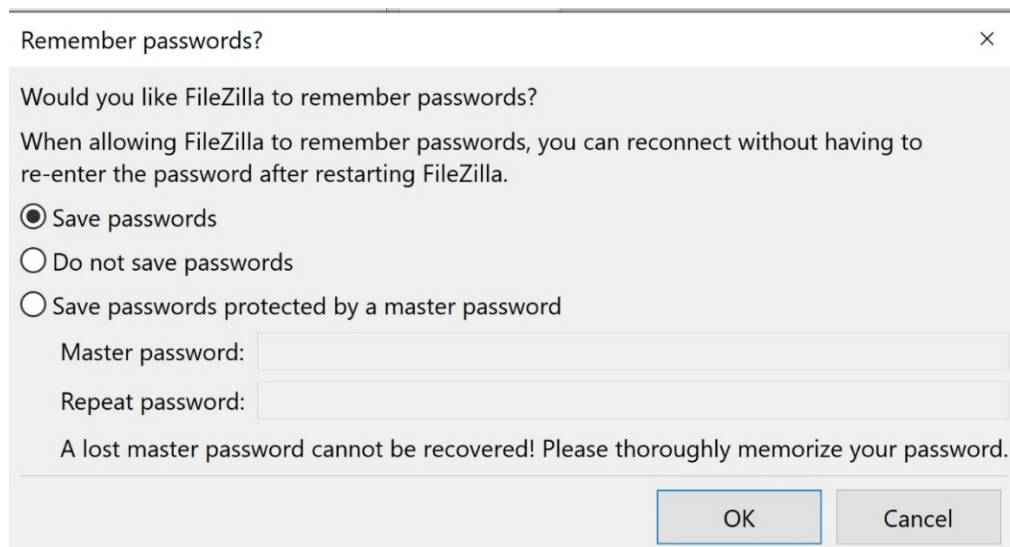 Remember passwords?
Would you like FileZilla to remember passwords?
When allowing FileZilla to remember passwords, you can reconnect without having to
re-enter the password after restarting FileZilla.
Save passwords
Do not save passwords
Save passwords protected by a master password
Master password:
Repeat password:
A lost master password cannot be recovered! Please thoroughly memorize your password.
OK Cancel